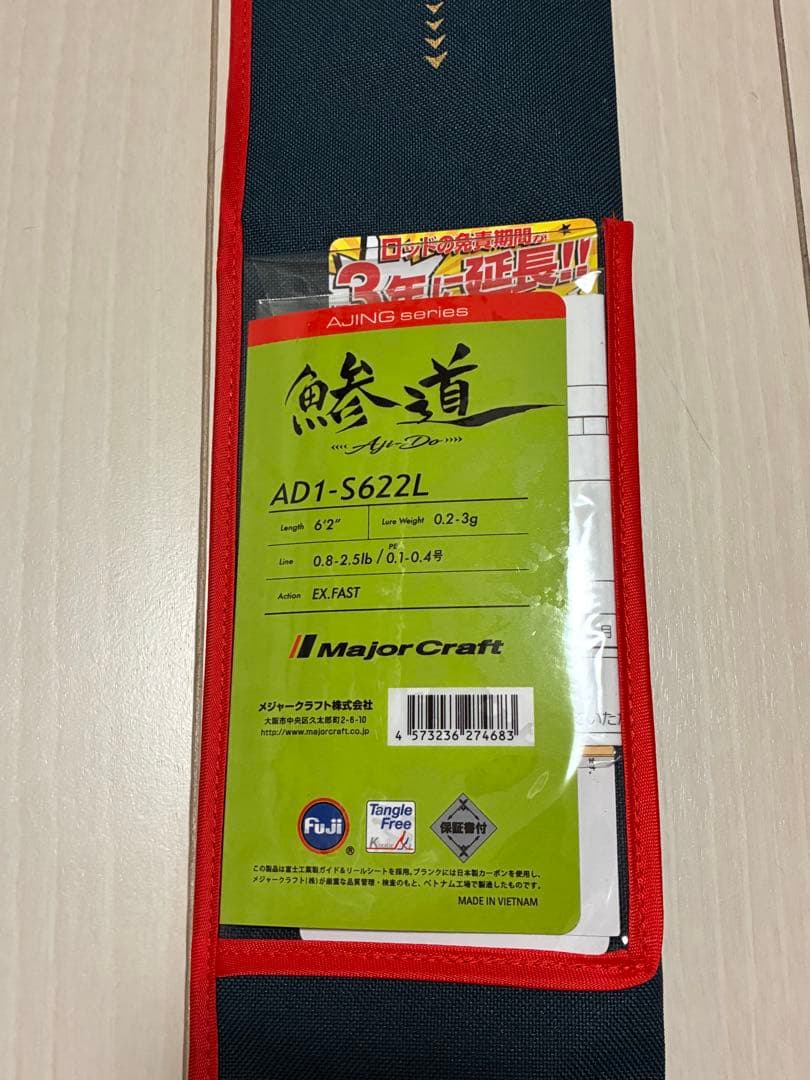 ロッドの免責期間が
3年に延長!!
AJING series
鯵道
Aji-Do
AD1-S622L
Length 6'2" Lure Weight 0.2-3g
Line 0.8-2.5lb / PE 0.1-0.4号
Action EX.FAST
MajorCraft
メジャークラフト株式会社
大阪市中央区久太郎町2-6-10
http://www.majorcraft.co.jp
4 573236 274683
Fuji
®
Tangle
Free
保証書付
この製品は富士工業製ガイド&リールシートを採用。ブランクには日本製カーボンを使用し、
メジャークラフト(株)が厳重な品質管理・検査のもと、ベトナム工場で製造したものです。
MADE IN VIETNAM
月
いただ
ます。